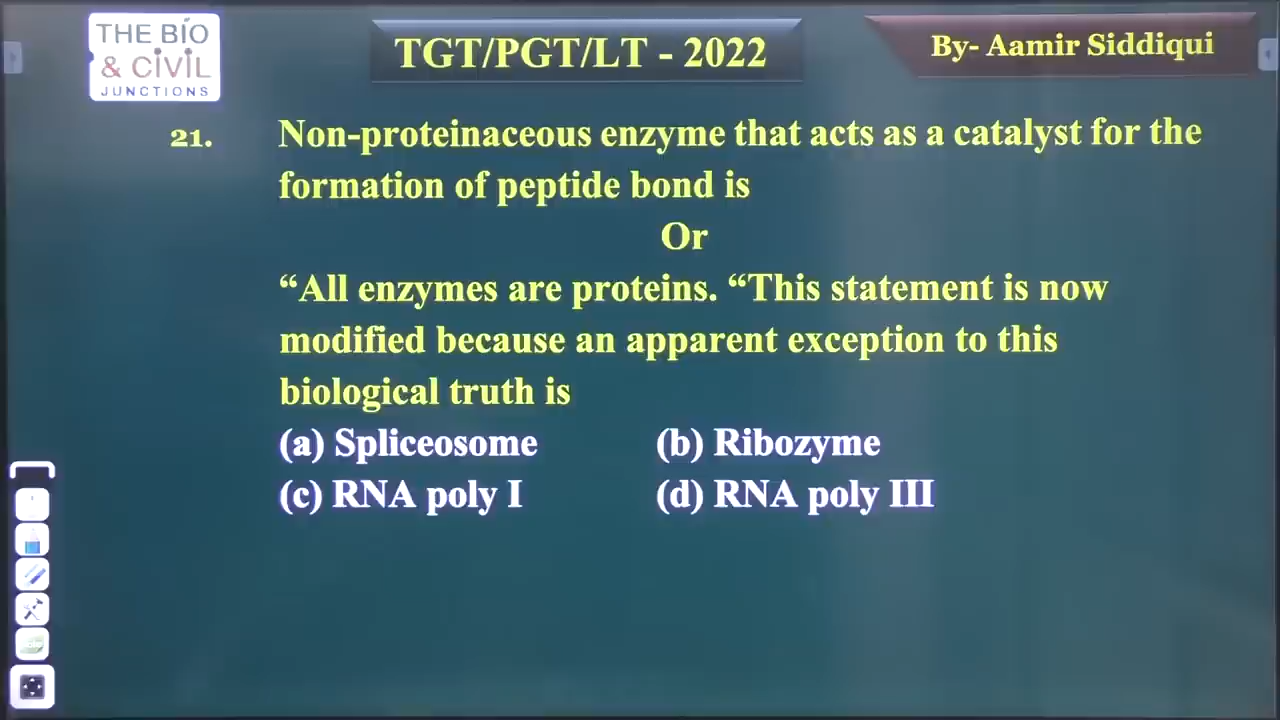 THE BIO
& CIVIL
JUNCTIONS
TGT/PGT/LT - 2022
By- Aamir Siddiqui
21. Non-proteinaceous enzyme that acts as a catalyst for the
formation of peptide bond is
Or
“All enzymes are proteins. “This statement is now
modified because an apparent exception to this
biological truth is
(a) Spliceosome (b) Ribozyme
(c) RNA poly I (d) RNA poly III